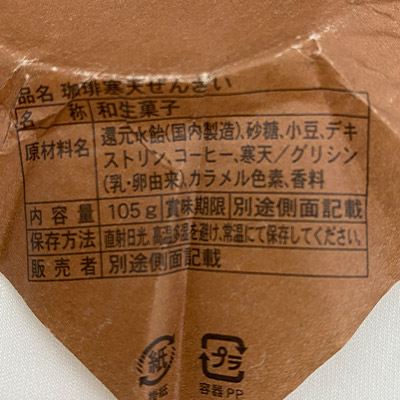 品名 珈琲寒天ぜんざい
名 称 和生菓子
原材料名 還元水飴(国内製造)、砂糖、小豆、デキ
ストリン、コーヒー、寒天/グリシン
(乳・卵由来)、カラメル色素、香料
内容量 105g 賞味期限 別途側面記載
保存方法 直射日光、高温多湿を避け、常温にて保存してください。
販売者 別途側面記載
紙 プラ
容器PP